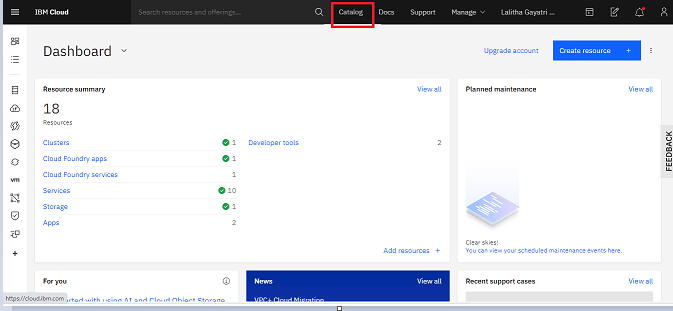 IBM Cloud
Search resources and offerings...
Catalog
Docs
Support
Manage
Lalitha Gayatri ...
Dashboard
Upgrade account
Create resource +
Resource summary
View all
18
Resources
Clusters 1
Cloud Foundry apps 1
Cloud Foundry services 1
Services 10
Storage 1
Apps 2
Developer tools 2
Add resources +
Planned maintenance
View all
Clear skies!
You can view your scheduled maintenance events here.
FEEDBACK
vm
For you
News
View all
Recent support cases
View all
https://cloud.ibm.com
started with using AI and Cloud Object Storage
VPC+ Cloud Migration